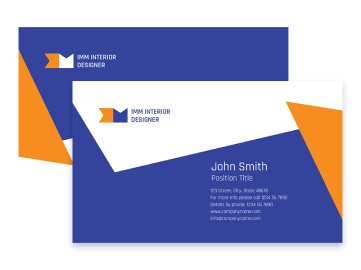 IMM INTERIOR
DESIGNER
IMM INTERIOR
DESIGNER
John Smith
Position Title
123 Street, City, State 45678
For more info please call 1234 56 7890
Details by phone: 1234 56 7890
www.companyname.com
info@companyname.com